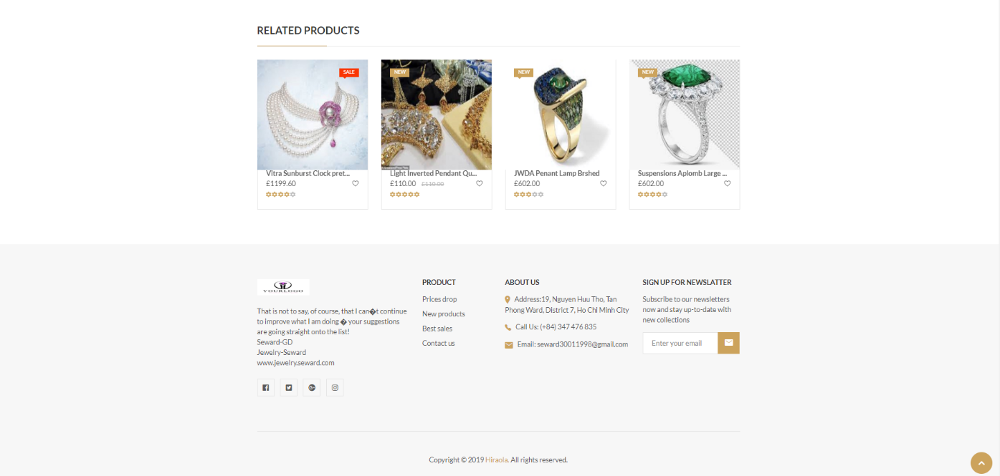 RELATED PRODUCTS
SALE
NEW
NEW
NEW
Vitra Sunburst Clock pret...
£1199.60
Light Inverted Pendant Qu...
£110.00 £110.00
JWDA Penant Lamp Brshed
£602.00
Suspensions Aplomb Large ...
£602.00
YOURLOGO
That is not to say, of course, that I can�t continue
to improve what I am doing � your suggestions
are going straight onto the list!
Seward-GD
Jewelry-Seward
www.jewelry.seward.com
PRODUCT
Prices drop
New products
Best sales
Contact us
ABOUT US
Address:19, Nguyen Huu Tho, Tan
Phong Ward, District 7, Ho Chi Minh City
Call Us: (+84) 347 476 835
Email: seward30011998@gmail.com
SIGN UP FOR NEWSLATTER
Subscribe to our newsletters
now and stay up-to-date with
new collections
Enter your email
Copyright © 2019 Hiraola. All rights reserved.